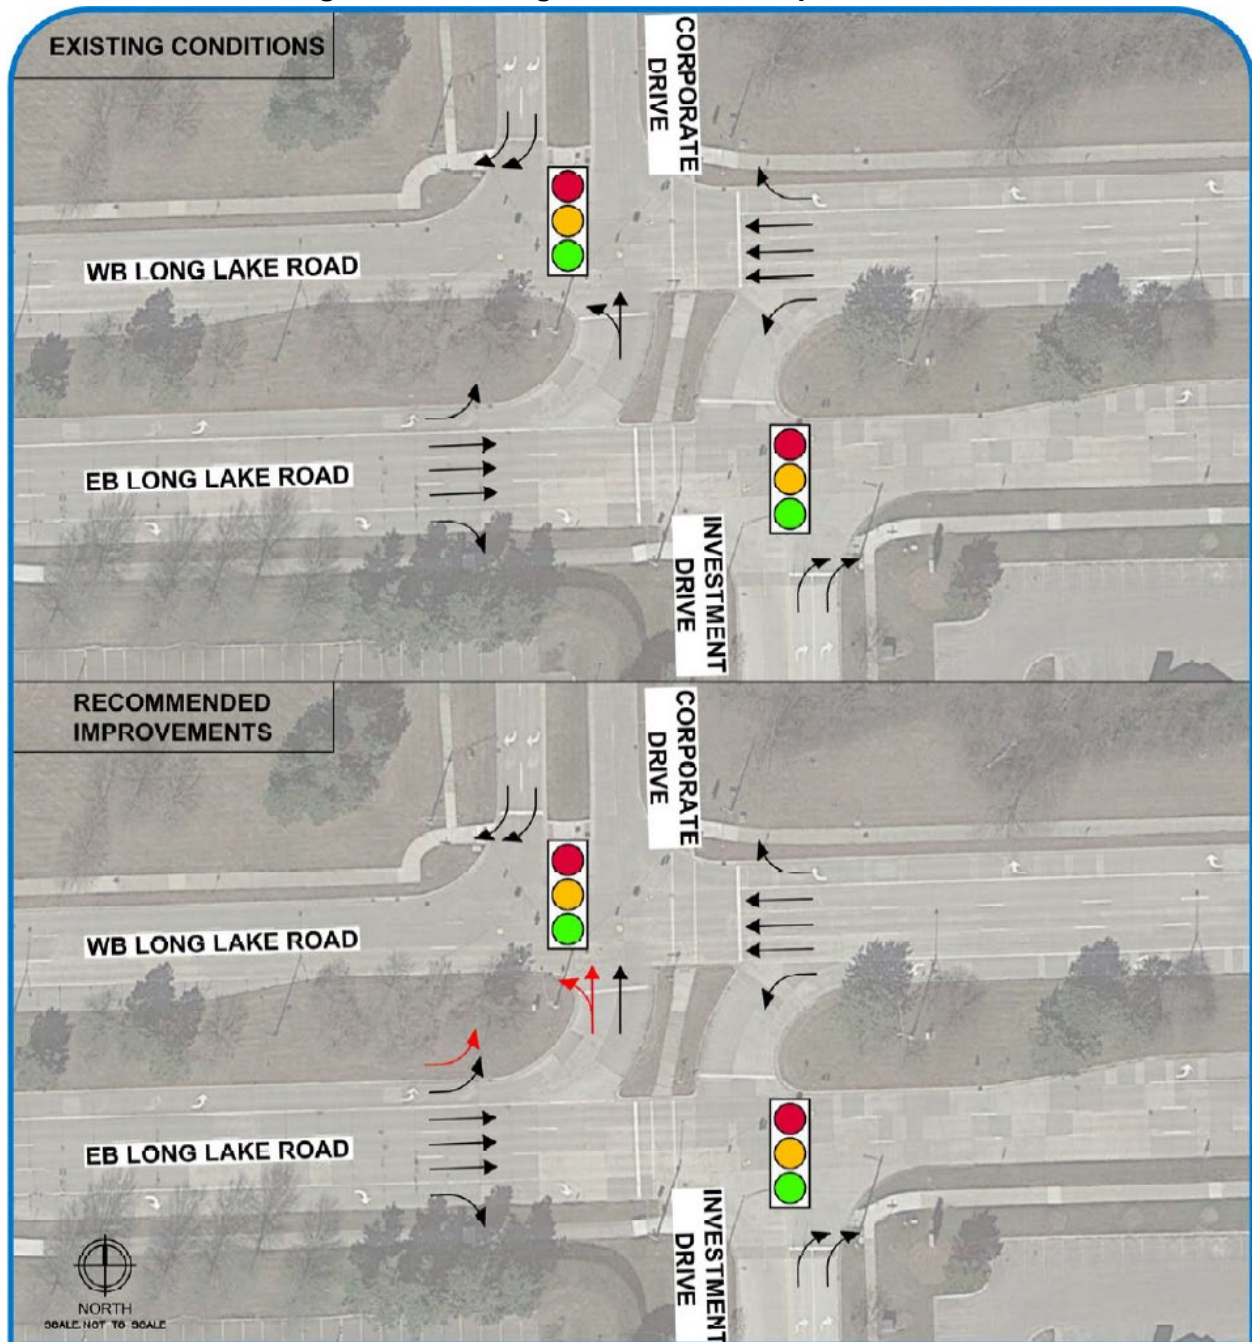 EXISTING CONDITIONS
CORPORATE
DRIVE
WB LONG LAKE ROAD
EB LONG LAKE ROAD
INVESTMENT
DRIVE
RECOMMENDED
IMPROVEMENTS
CORPORATE
DRIVE
WB LONG LAKE ROAD
EB LONG LAKE ROAD
INVESTMENT
DRIVE
NORTH
SCALE: NOT TO SCALE